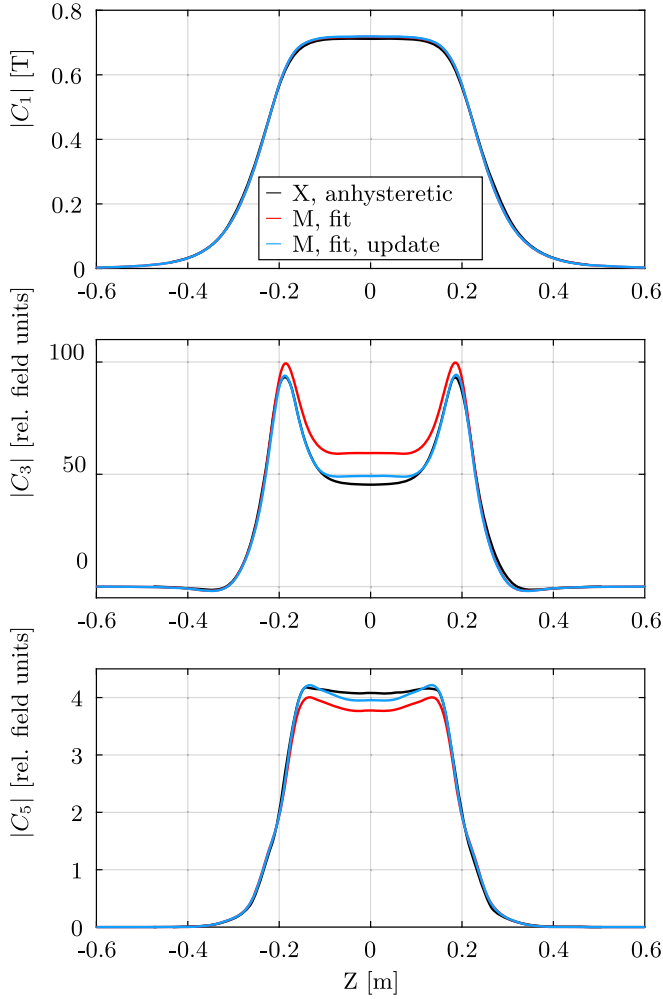 0.8
0.6
0.4
0.2
0
|C₁| [T]
X, anhysteretic
M, fit
M, fit, update
-0.6 -0.4 -0.2 0 0.2 0.4 0.6
100
50
0
|C₃| [rel. field units]
-0.6 -0.4 -0.2 0 0.2 0.4 0.6
4
3
2
1
0
|C₅| [rel. field units]
-0.6 -0.4 -0.2 0 0.2 0.4 0.6
Z [m]